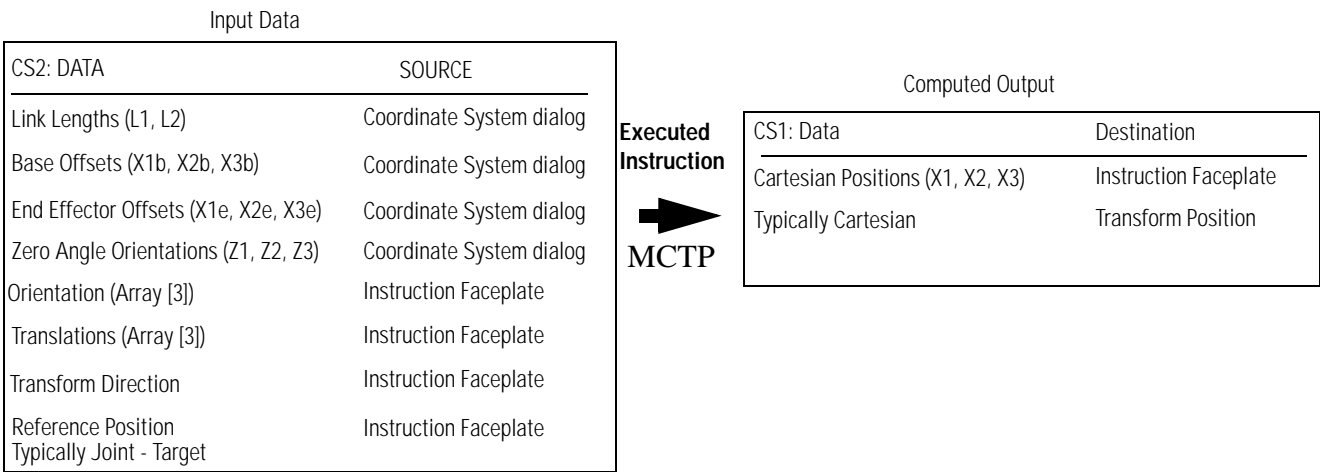 Input Data
CS2: DATA SOURCE
Link Lengths (L1, L2) Coordinate System dialog
Base Offsets (X1b, X2b, X3b) Coordinate System dialog
End Effector Offsets (X1e, X2e, X3e) Coordinate System dialog
Zero Angle Orientations (Z1, Z2, Z3) Coordinate System dialog
Orientation (Array [3]) Instruction Faceplate
Translations (Array [3]) Instruction Faceplate
Transform Direction Instruction Faceplate
Reference Position Instruction Faceplate
Typically Joint - Target
Executed
Instruction
MCTP
Computed Output
CS1: Data Destination
Cartesian Positions (X1, X2, X3) Instruction Faceplate
Typically Cartesian Transform Position